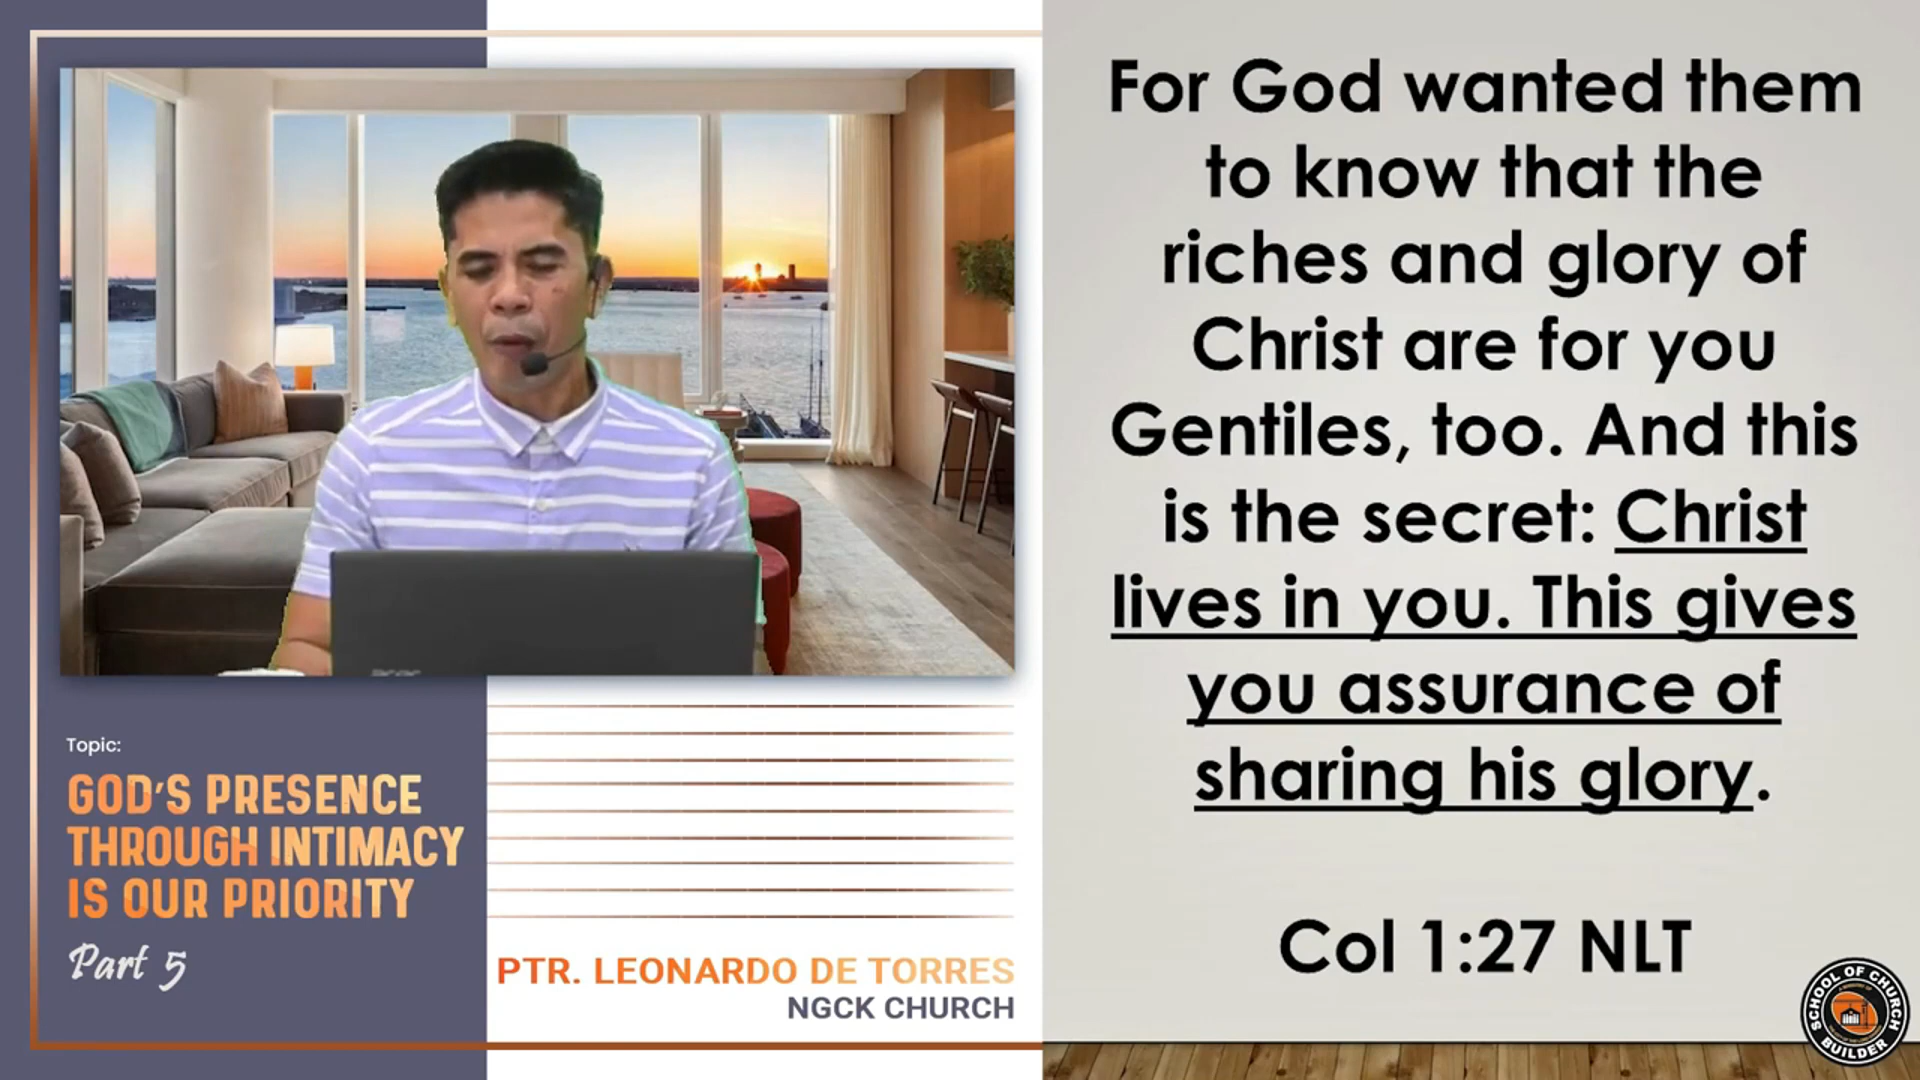 Topic:
GOD'S PRESENCE
THROUGH INTIMACY
IS OUR PRIORITY
Part 5
PTR. LEONARDO DE TORRES
NGCK CHURCH
For God wanted them
to know that the
riches and glory of
Christ are for you
Gentiles, too. And this
is the secret: Christ
lives in you. This gives
you assurance of
sharing his glory.
Col 1:27 NLT
SCHOOL OF CHURCH
BUILDER